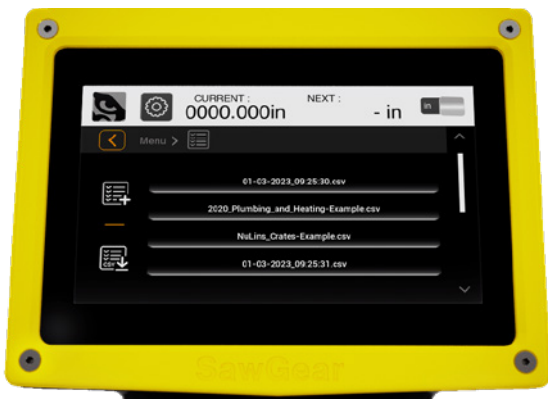 CURRENT : NEXT :
0000.000in - in in
Menu >
01-03-2023_09:25:30.csv
2020_Plumbing_and_Heating-Example.csv
NuLins_Crates-Example.csv
CSV
01-03-2023_09:25:31.csv
SawGear